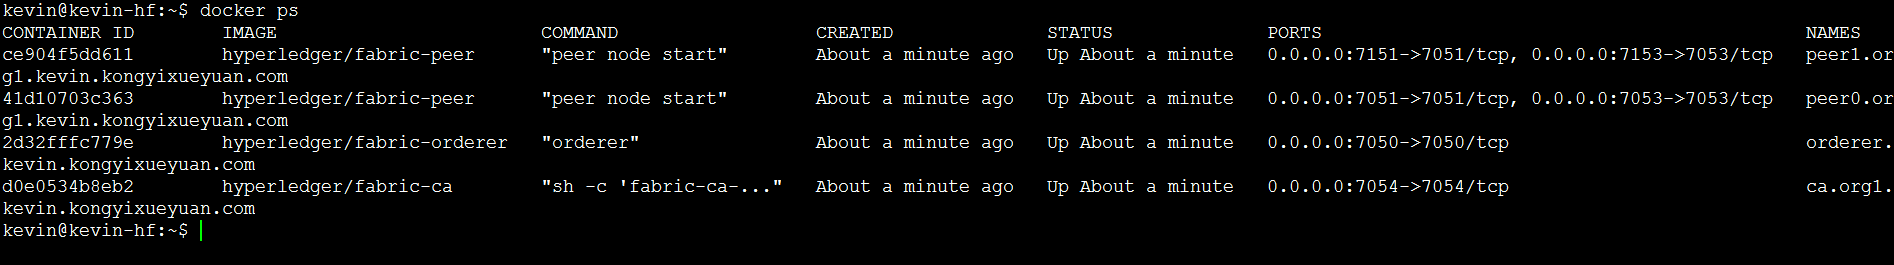 kevin@kevin-hf:~$ docker ps
CONTAINER ID        IMAGE                        COMMAND                  CREATED              STATUS              PORTS                                            NAMES
ce904f5dd611        hyperledger/fabric-peer      "peer node start"        About a minute ago   Up About a minute   0.0.0.0:7151->7051/tcp, 0.0.0.0:7153->7053/tcp   peer1.or
g1.kevin.kongyixueyuan.com
41d10703c363        hyperledger/fabric-peer      "peer node start"        About a minute ago   Up About a minute   0.0.0.0:7051->7051/tcp, 0.0.0.0:7053->7053/tcp   peer0.or
g1.kevin.kongyixueyuan.com
2d32fffc779e        hyperledger/fabric-orderer   "orderer"                About a minute ago   Up About a minute   0.0.0.0:7050->7050/tcp                           orderer.
kevin.kongyixueyuan.com
d0e0534b8eb2        hyperledger/fabric-ca        "sh -c 'fabric-ca-..."   About a minute ago   Up About a minute   0.0.0.0:7054->7054/tcp                           ca.org1.
kevin.kongyixueyuan.com
kevin@kevin-hf:~$